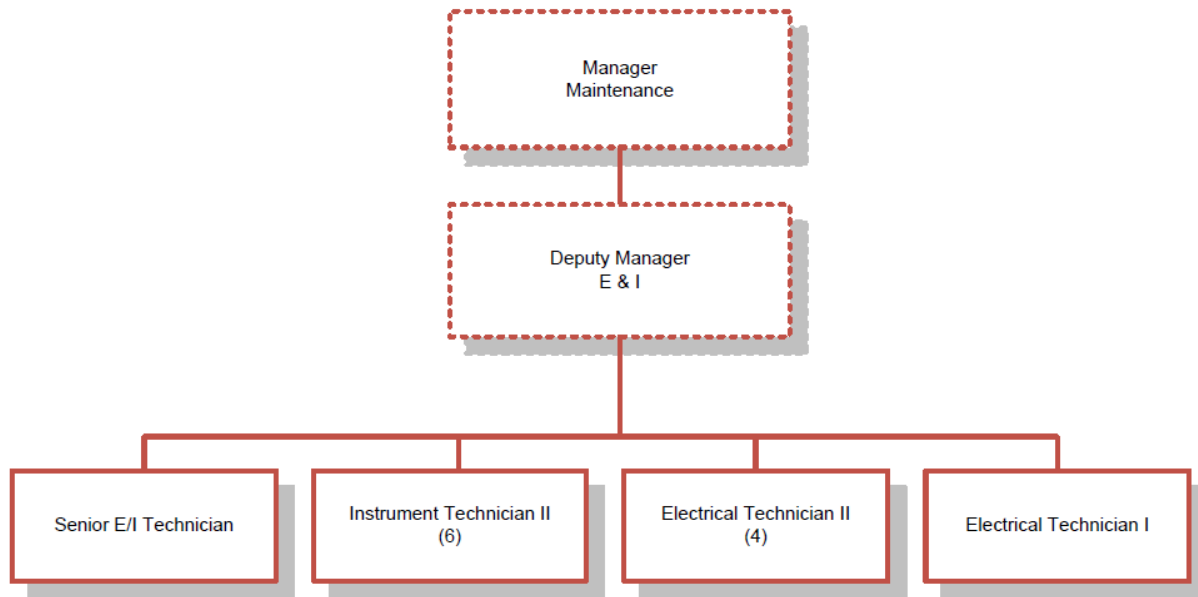 Manager
Maintenance
Deputy Manager
E & I
Senior E/I Technician
Instrument Technician II
(6)
Electrical Technician II
(4)
Electrical Technician I